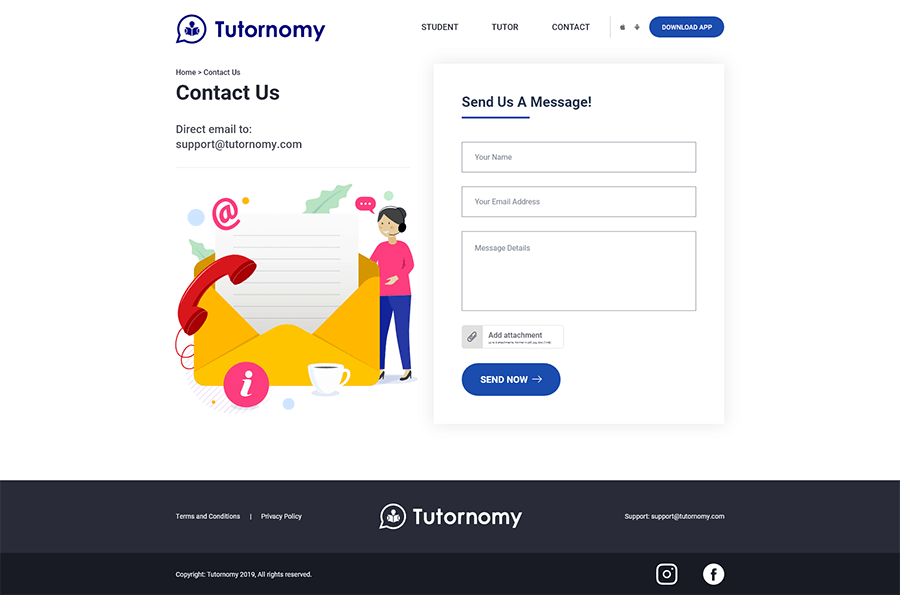 Tutornomy
STUDENT TUTOR CONTACT DOWNLOAD APP
Home > Contact Us
Contact Us
Direct email to:
support@tutornomy.com
@
i
Send Us A Message!
Your Name
Your Email Address
Message Details
Add attachment
SEND NOW
Terms and Conditions | Privacy Policy
Tutornomy
Support: support@tutornomy.com
Copyright: Tutornomy 2019, All rights reserved.